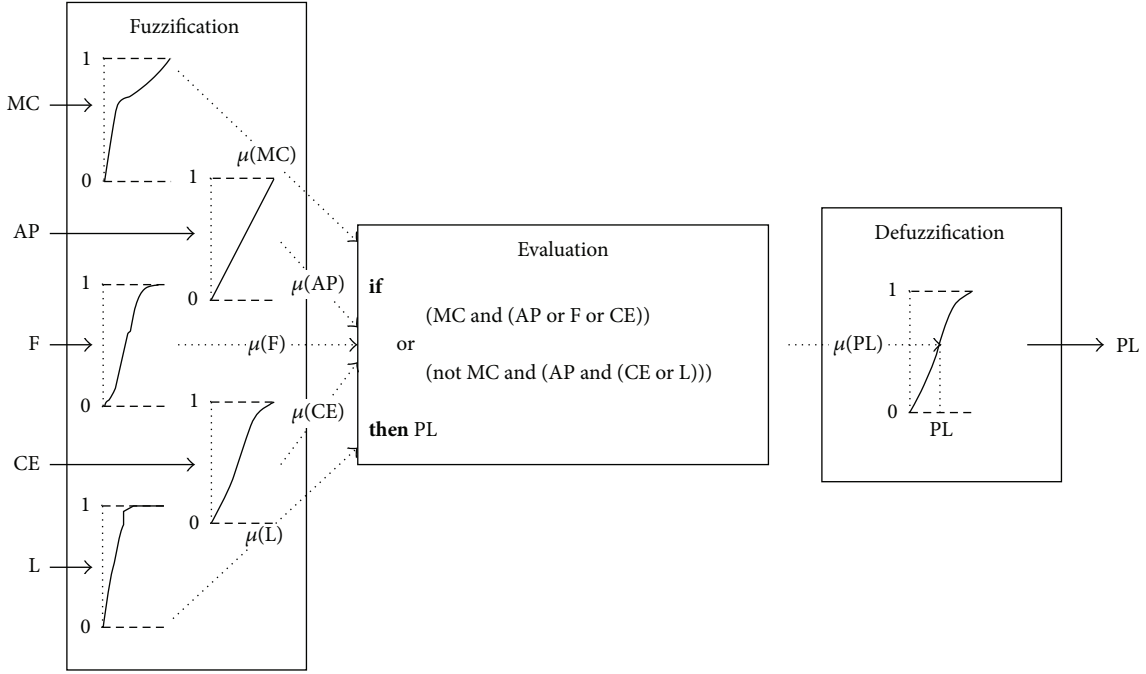 Fuzzification
1
MC
0
μ(MC)
1
AP
0
μ(AP)
1
F
0
μ(F)
1
CE
0
μ(CE)
1
L
0
μ(L)
Evaluation
if
(MC and (AP or F or CE))
or
(not MC and (AP and (CE or L)))
then PL
μ(PL)
Defuzzification
1
0
PL
PL